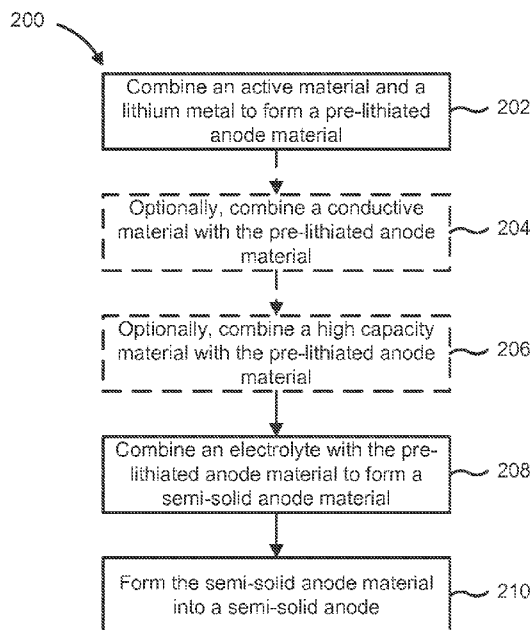 200
Combine an active material and a
lithium metal to form a pre-lithiated
anode material
202
Optionally, combine a conductive
material with the pre-lithiated anode
material
204
Optionally, combine a high capacity
material with the pre-lithiated anode
material
206
Combine an electrolyte with the pre-
lithiated anode material to form a
semi-solid anode material
208
Form the semi-solid anode material
into a semi-solid anode
210